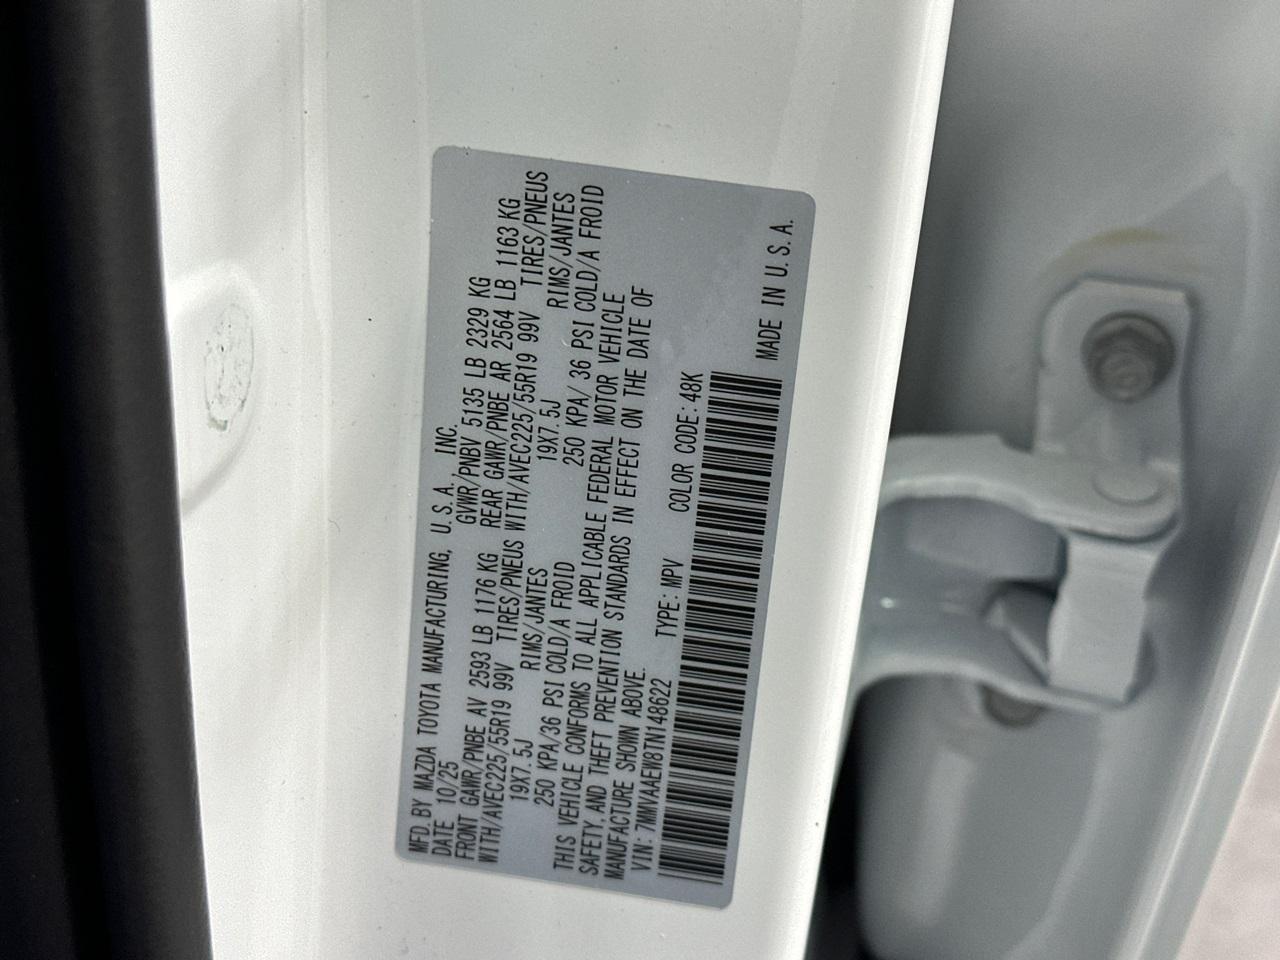 MFD. BY MAZDA TOYOTA MANUFACTURING, U. S. A., INC.
DATE 10/25 GVWR/PNBV 5135 LB 2329 KG
FRONT GAWR/PNBE AV 2593 LB 1176 KG REAR GAWR/PNBE AR 2564 LB 1163 KG
WITH/AVEC225/55R19 99V TIRES/PNEUS WITH/AVEC225/55R19 99V TIRES/PNEUS
19X7. 5J RIMS/JANTES 19X7. 5J RIMS/JANTES
250 KPA/36 PSI COLD/A FROID 250 KPA/ 36 PSI COLD/A FROID
THIS VEHICLE CONFORMS TO ALL APPLICABLE FEDERAL MOTOR VEHICLE
SAFETY, AND THEFT PREVENTION STANDARDS IN EFFECT ON THE DATE OF
MANUFACTURE SHOWN ABOVE.
VIN: 7MMVAAEW8TN148622 TYPE: MPV COLOR CODE: 48K
MADE IN U. S. A.